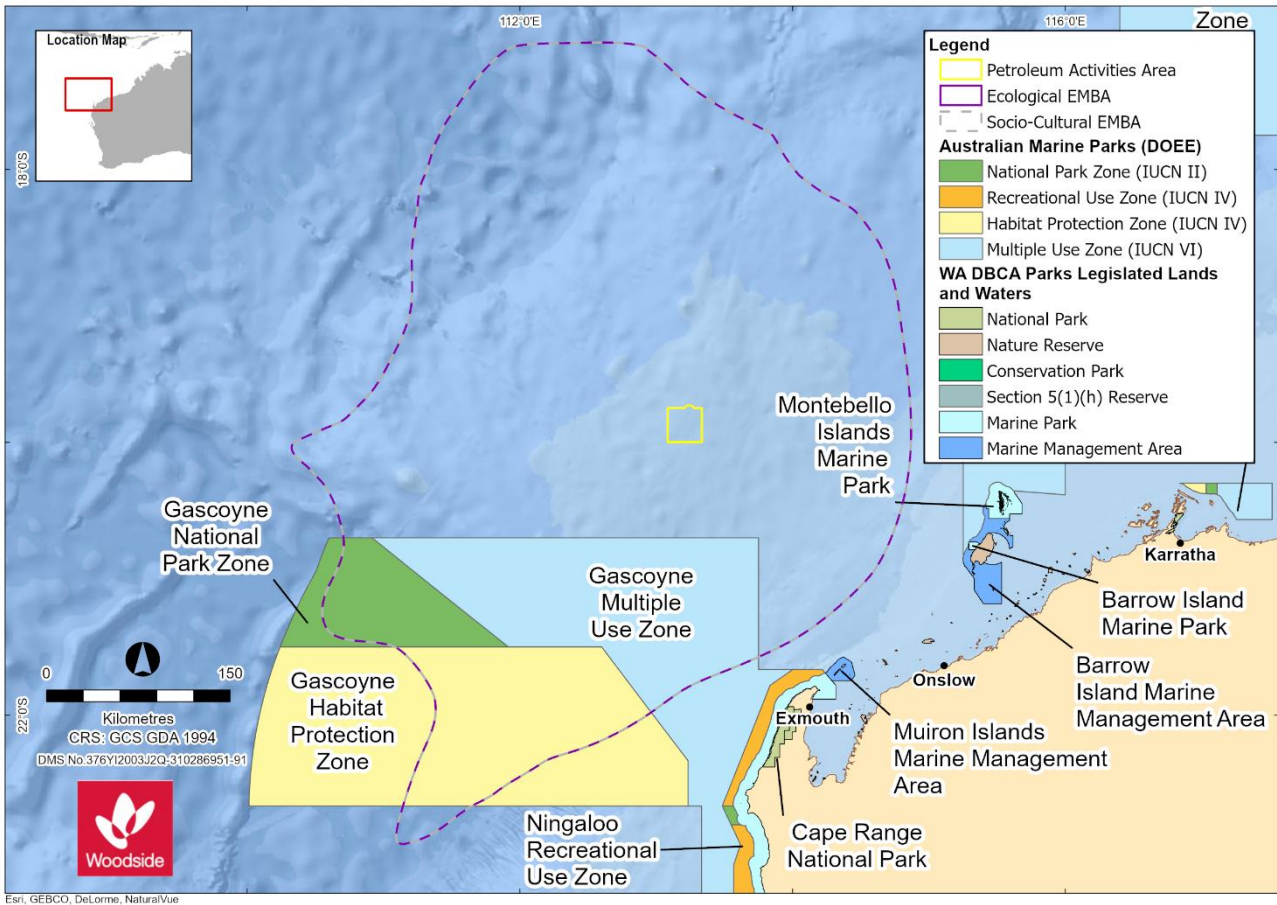 112°0'E
116°0'E
Zone
Location Map
Legend
Petroleum Activities Area
Ecological EMBA
Socio-Cultural EMBA
Australian Marine Parks (DOEE)
National Park Zone (IUCN II)
Recreational Use Zone (IUCN IV)
Habitat Protection Zone (IUCN IV)
Multiple Use Zone (IUCN VI)
WA DBCA Parks Legislated Lands
and Waters
National Park
Nature Reserve
Conservation Park
Section 5(1)(h) Reserve
Marine Park
Marine Management Area
18°0'S
Montebello
Islands
Marine
Park
Gascoyne
National
Park Zone
Gascoyne
Multiple
Use Zone
Karratha
Barrow Island
Marine Park
Barrow
Island Marine
Management Area
Onslow
Exmouth
Muiron Islands
Marine Management
Area
Gascoyne
Habitat
Protection
Zone
0
150
Kilometres
CRS: GCS GDA 1994
DMS No.376YI2003J2Q-310286951-91
22°0'S
Woodside
Ningaloo
Recreational
Use Zone
Cape Range
National Park
Esri, GEBCO, DeLorme, NaturalVue